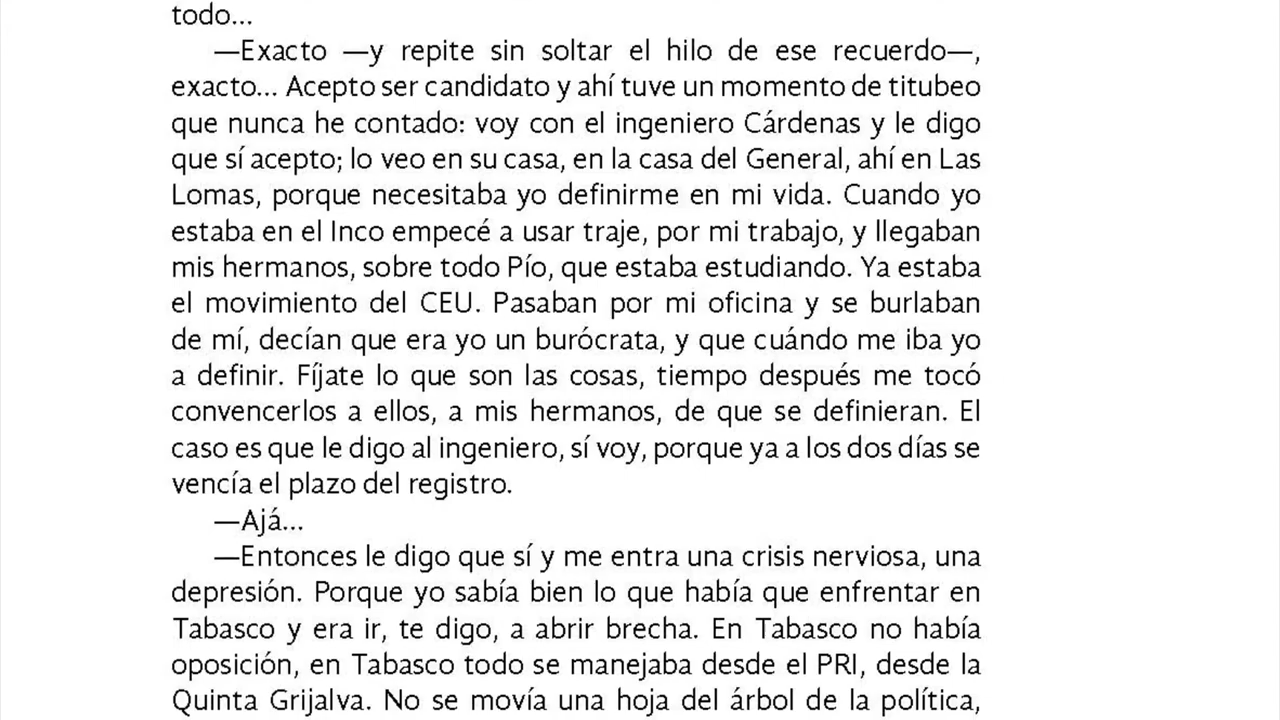 todo...
—Exacto —y repite sin soltar el hilo de ese recuerdo—,
exacto... Acepto ser candidato y ahí tuve un momento de titubeo
que nunca he contado: voy con el ingeniero Cárdenas y le digo
que sí acepto; lo veo en su casa, en la casa del General, ahí en Las
Lomas, porque necesitaba yo definirme en mi vida. Cuando yo
estaba en el Inco empecé a usar traje, por mi trabajo, y llegaban
mis hermanos, sobre todo Pío, que estaba estudiando. Ya estaba
el movimiento del CEU. Pasaban por mi oficina y se burlaban
de mí, decían que era yo un burócrata, y que cuándo me iba yo
a definir. Fíjate lo que son las cosas, tiempo después me tocó
convencerlos a ellos, a mis hermanos, de que se definieran. El
caso es que le digo al ingeniero, sí voy, porque ya a los dos días se
vencía el plazo del registro.
—Ajá...
—Entonces le digo que sí y me entra una crisis nerviosa, una
depresión. Porque yo sabía bien lo que había que enfrentar en
Tabasco y era ir, te digo, a abrir brecha. En Tabasco no había
oposición, en Tabasco todo se manejaba desde el PRI, desde la
Quinta Grijalva. No se movía una hoja del árbol de la política,